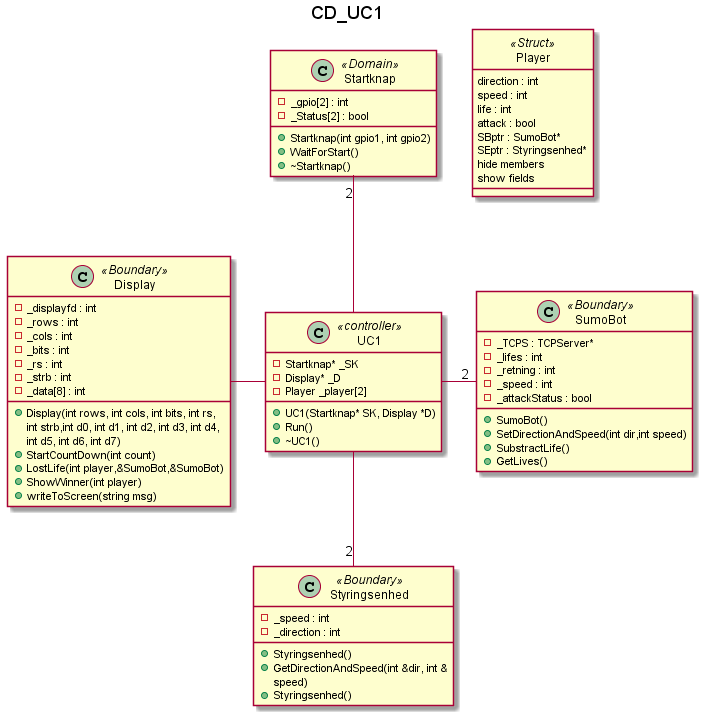 CD_UC1
C
«Domain»
Startknap
_gpio[2] : int
_Status[2] : bool
Startknap(int gpio1, int gpio2)
WaitForStart()
~Startknap()
«Struct»
Player
direction : int
speed : int
life : int
attack : bool
SBptr : SumoBot*
SEptr : Styringsenhed*
hide members
show fields
2
C
«Boundary»
Display
_displayfd : int
_rows : int
_cols : int
_bits : int
_rs : int
_strb : int
_data[8] : int
Display(int rows, int cols, int bits, int rs,
int strb,int d0, int d1, int d2, int d3, int d4,
int d5, int d6, int d7)
StartCountDown(int count)
LostLife(int player,&SumoBot,&SumoBot)
ShowWinner(int player)
writeToScreen(string msg)
C
«controller»
UC1
Startknap* _SK
Display* _D
Player _player[2]
UC1(Startknap* SK, Display *D)
Run()
~UC1()
2
C
«Boundary»
SumoBot
_TCPS : TCPServer*
_lifes : int
_retning : int
_speed : int
_attackStatus : bool
SumoBot()
SetDirectionAndSpeed(int dir,int speed)
SubstractLife()
GetLives()
2
C
«Boundary»
Styringsenhed
_speed : int
_direction : int
Styringsenhed()
GetDirectionAndSpeed(int &dir, int &
speed)
Styringsenhed()